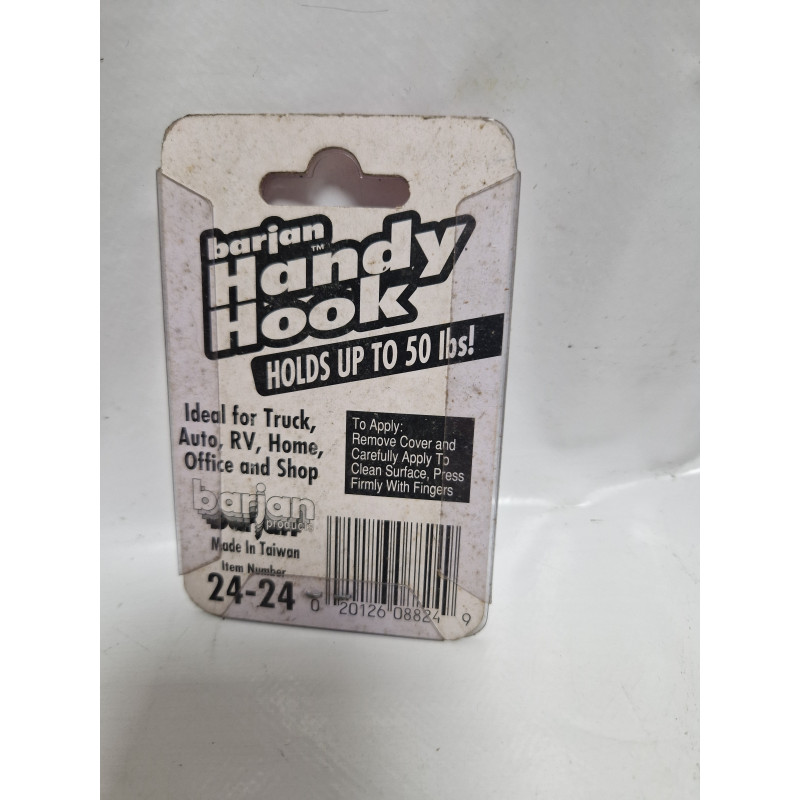 barjan
Handy™
Hook
HOLDS UP TO 50 lbs!
Ideal for Truck,
Auto, RV, Home,
Office and Shop
To Apply:
Remove Cover and
Carefully Apply To
Clean Surface, Press
Firmly With Fingers
barjan
products
Made In Taiwan
Item Number
24-24
0 20126 08824 9